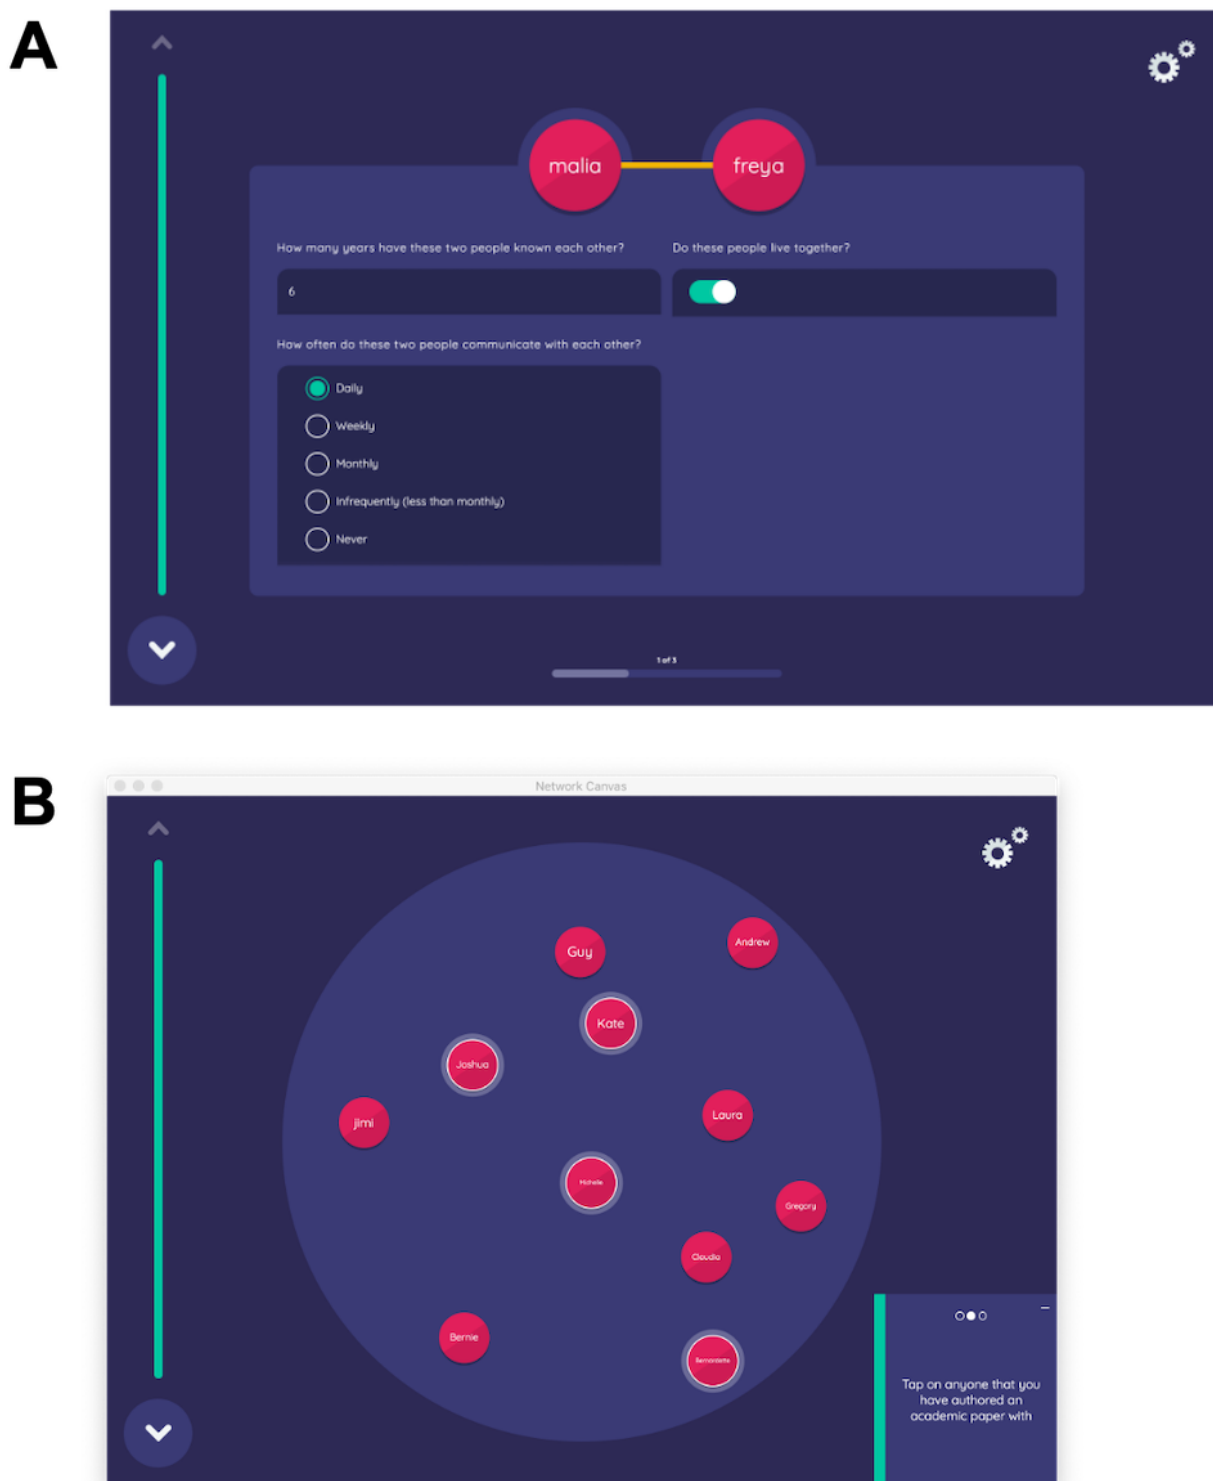 A
malia
freya
How many years have these two people known each other?
Do these people live together?
6
How often do these two people communicate with each other?
Daily
Weekly
Monthly
Infrequently (less than monthly)
Never
1 of 3
B
Network Canvas
Guy
Andrew
Kate
Joshua
jimi
Laura
Michelle
Gregory
Claudia
Bernie
Bernardette
Tap on anyone that you
have authored an
academic paper with